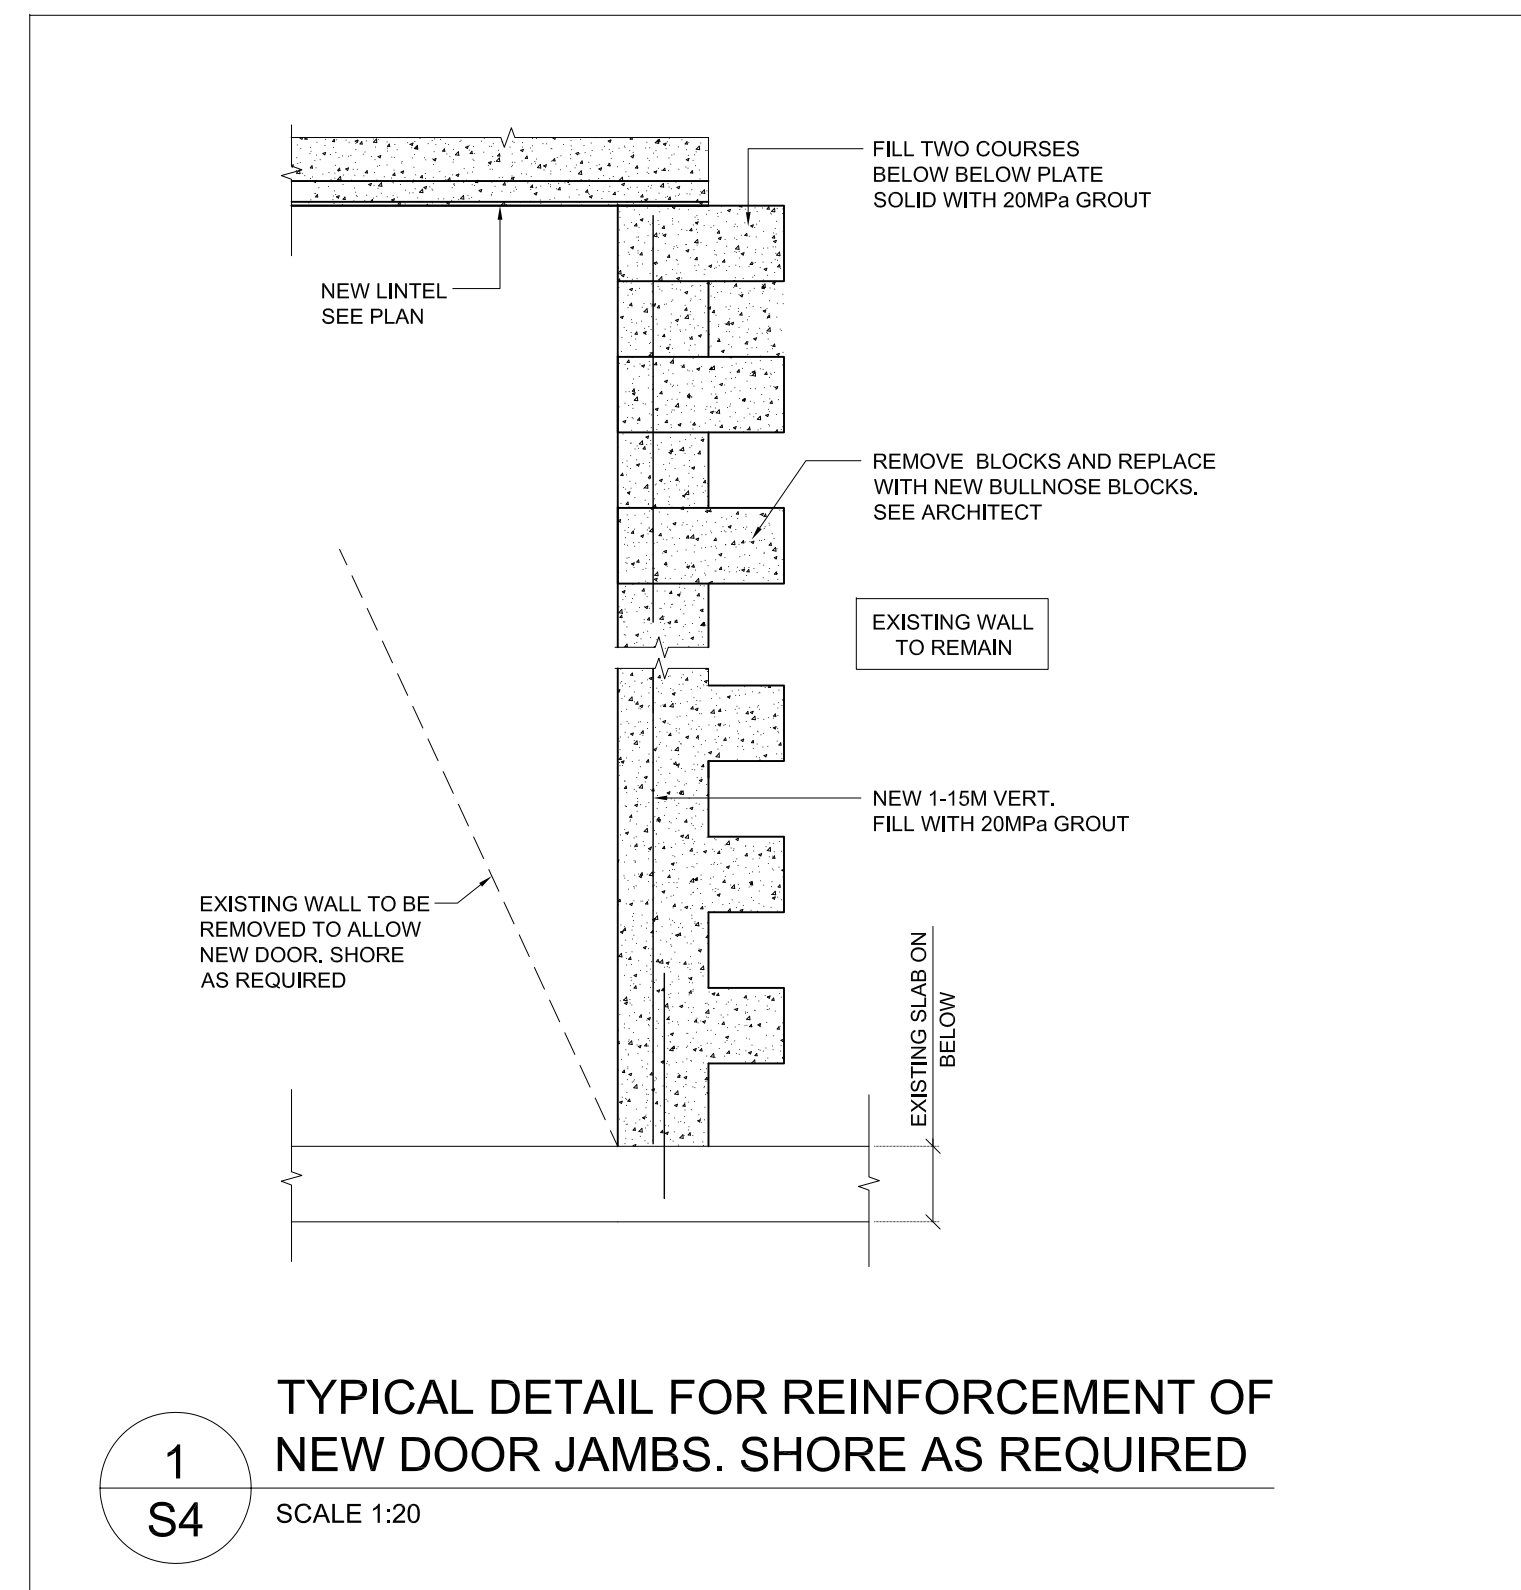 FILL TWO COURSES
BELOW BELOW PLATE
SOLID WITH 20MPa GROUT
NEW LINTEL
SEE PLAN
REMOVE BLOCKS AND REPLACE
WITH NEW BULLNOSE BLOCKS.
SEE ARCHITECT
EXISTING WALL
TO REMAIN
NEW 1-15M VERT.
FILL WITH 20MPa GROUT
EXISTING WALL TO BE
REMOVED TO ALLOW
NEW DOOR. SHORE
AS REQUIRED
EXISTING SLAB ON
BELOW
TYPICAL DETAIL FOR REINFORCEMENT OF
NEW DOOR JAMBS. SHORE AS REQUIRED
1
S4
SCALE 1:20